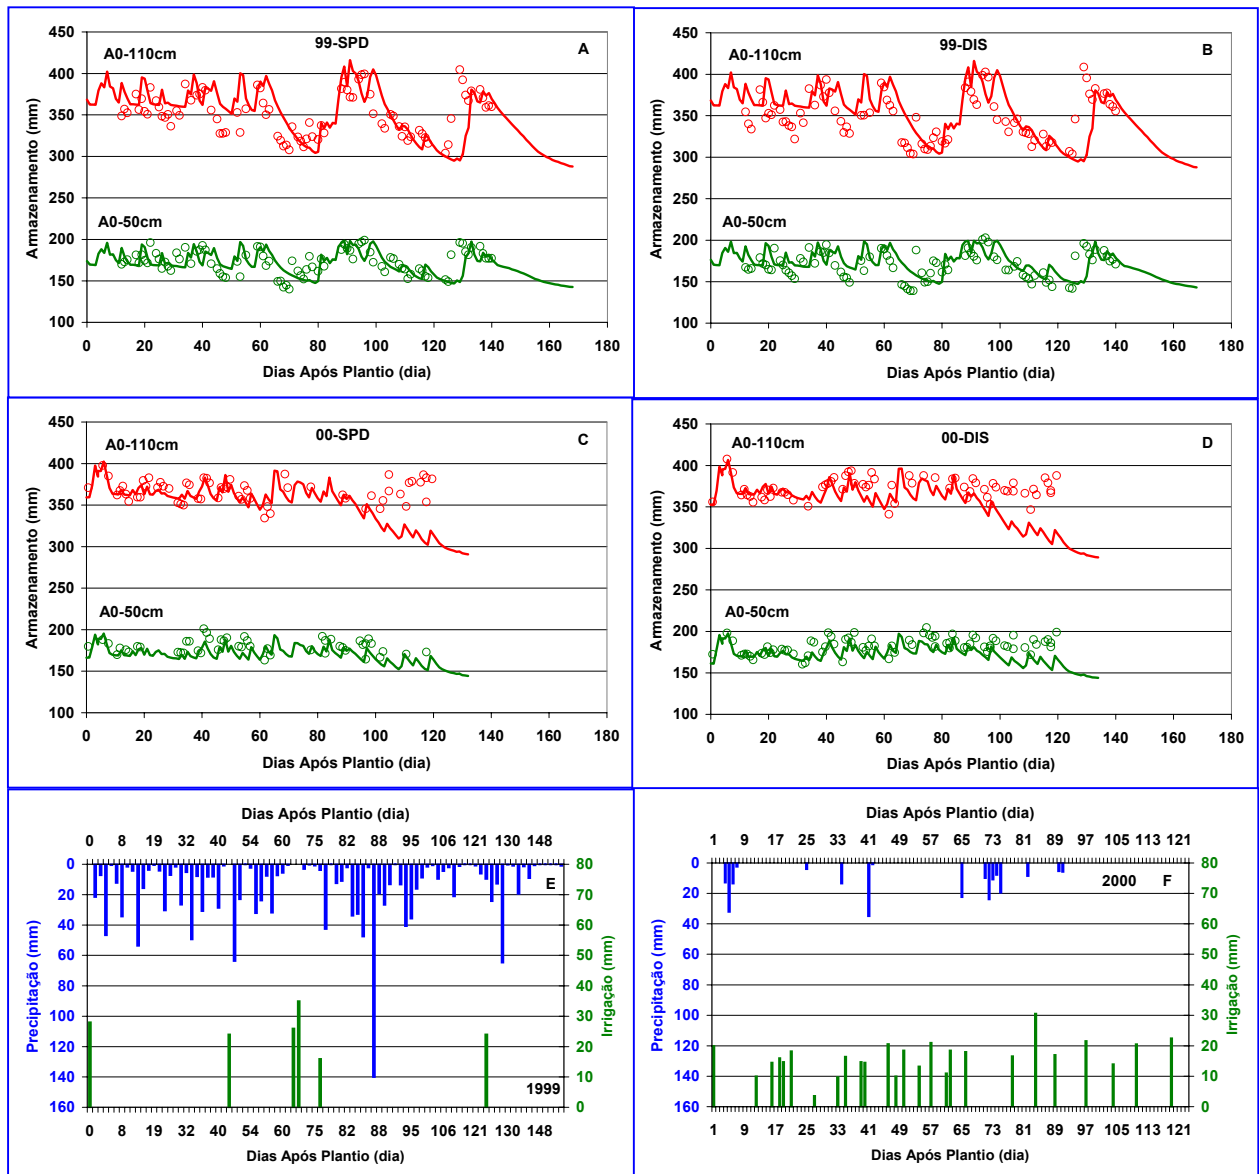 99-SPD
A
A0-110cm
A0-50cm
Armazenamento (mm)
450
400
350
300
250
200
150
100
0 20 40 60 80 100 120 140 160 180
Dias Após Plantio (dia)
99-DIS
B
A0-110cm
A0-50cm
Armazenamento (mm)
450
400
350
300
250
200
150
100
0 20 40 60 80 100 120 140 160 180
Dias Após Plantio (dia)
00-SPD
C
A0-110cm
A0-50cm
Armazenamento (mm)
450
400
350
300
250
200
150
100
0 20 40 60 80 100 120 140 160 180
Dias Após Plantio (dia)
00-DIS
D
A0-110cm
A0-50cm
Armazenamento (mm)
450
400
350
300
250
200
150
100
0 20 40 60 80 100 120 140 160 180
Dias Após Plantio (dia)
Dias Após Plantio (dia)
0 8 19 32 44 54 60 75 82 88 96 106 121 130 148
E
Precipitação (mm)
0
20
40
60
80
100
120
140
160
Irrigação (mm)
80
70
60
50
40
30
20
10
0
1999
0 8 19 32 44 54 60 75 82 88 96 106 121 130 148
Dias Após Plantio (dia)
Dias Após Plantio (dia)
1 9 17 25 33 41 49 57 65 73 81 89 97 105 113 121
2000 F
Precipitação (mm)
0
20
40
60
80
100
120
140
160
Irrigação (mm)
80
70
60
50
40
30
20
10
0
1 9 17 25 33 41 49 57 65 73 81 89 97 105 113 121
Dias Após Plantio (dia)